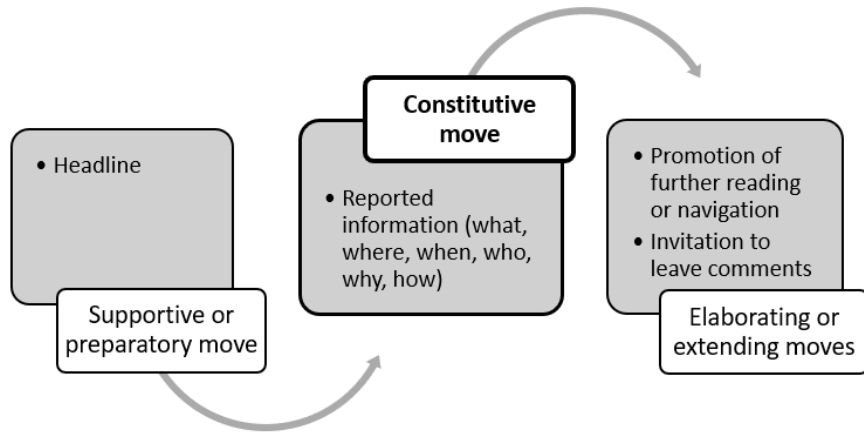 • Headline
Supportive or
preparatory move
Constitutive
move
• Reported
information (what,
where, when, who,
why, how)
• Promotion of
further reading
or navigation
• Invitation to
leave comments
Elaborating or
extending moves